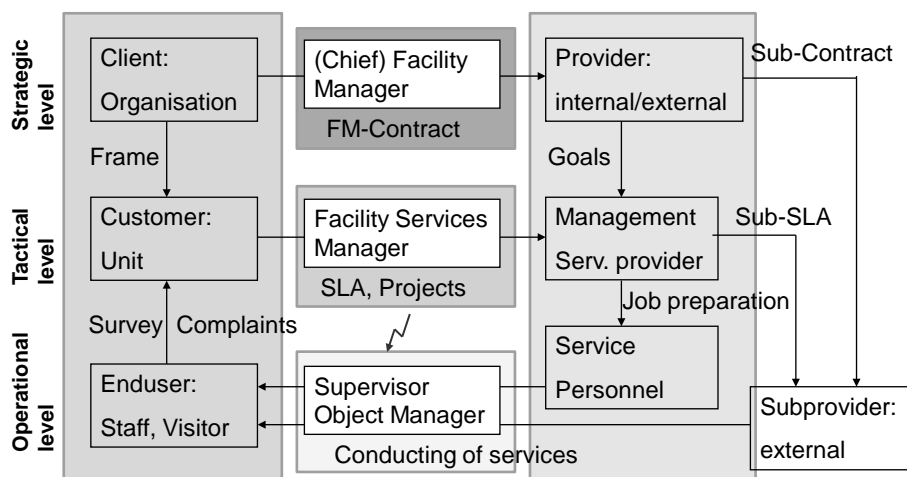 Strategic
level
Client:
Organisation
(Chief) Facility
Manager
FM-Contract
Provider:
internal/external
Sub-Contract
Frame
Goals
Tactical
level
Customer:
Unit
Facility Services
Manager
SLA, Projects
Management
Serv. provider
Sub-SLA
Survey
Complaints
Job preparation
Operational
level
Enduser:
Staff, Visitor
Supervisor
Object Manager
Conducting of services
Service
Personnel
Subprovider:
external